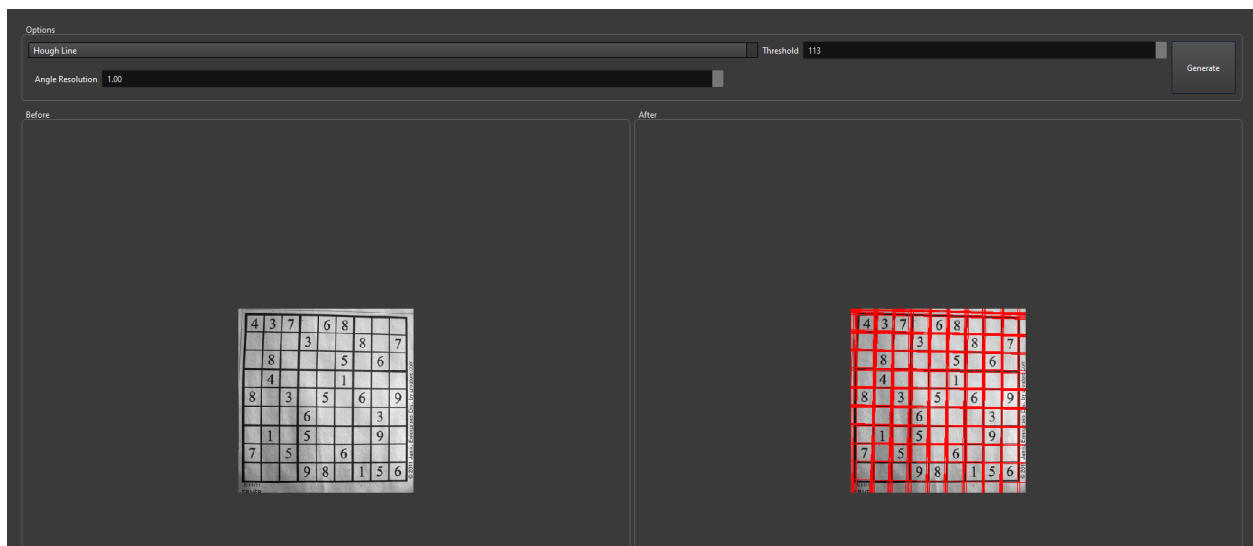 Options
Hough Line
Threshold 113
Angle Resolution 1.00
Generate
Before
4 3 7 6 8
3 8 7
8 5 6
4 1
8 3 5 6 9
6 3
1 5 9
7 5 6
9 8 1 5 6
© 2011
After
4 3 7 6 8
3 8 7
8 5 6
4 1
8 3 5 6 9
6 3
1 5 9
7 5 6
9 8 1 5 6
© 2011